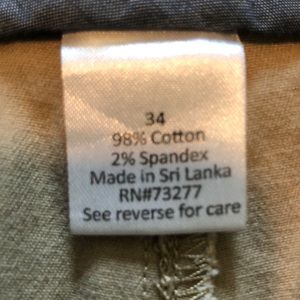 34
98% Cotton
2% Spandex
Made in Sri Lanka
RN#73277
See reverse for care